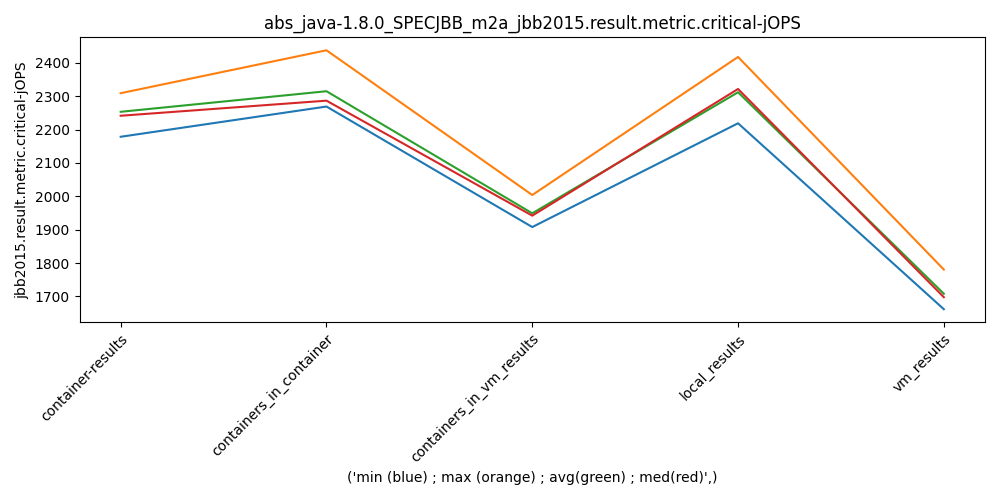 abs_java-1.8.0_SPECJBB_m2a_jbb2015.result.metric.critical-jOPS
jbb2015.result.metric.critical-jOPS
2400
2300
2200
2100
2000
1900
1800
1700
container-results
containers_in_container
containers_in_vm_results
local_results
vm_results
('min (blue) ; max (orange) ; avg(green) ; med(red)',)